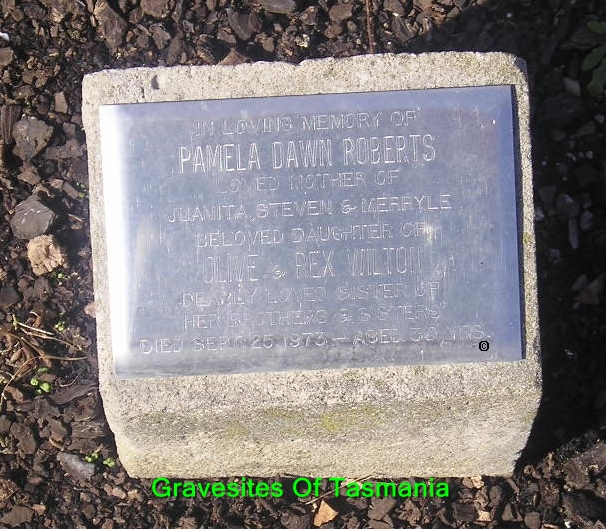 IN LOVING MEMORY OF
PAMELA DAWN ROBERTS
LOVED MOTHER OF
JUANITA, STEVEN & MERRYLE
BELOVED DAUGHTER OF
OLIVE & REX WILTON
DEARLY LOVED SISTER OF
HER BROTHERS & SISTERS
DIED SEPT. 25, — AGED 30 YRS.
©
Gravesites Of Tasmania